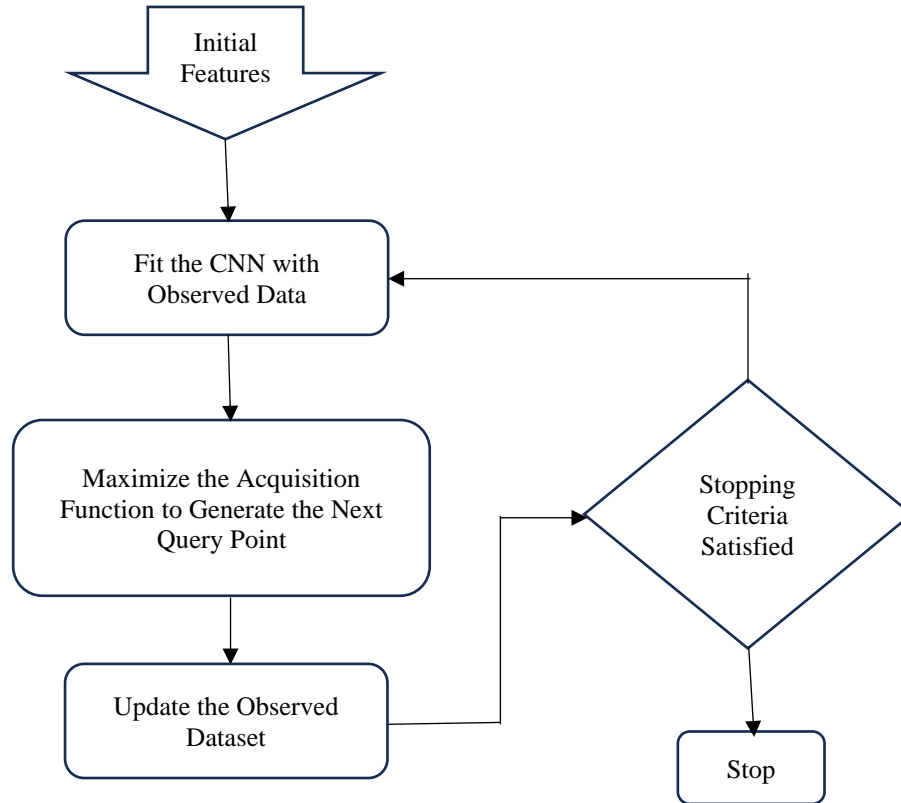 Initial
Features
Fit the CNN with
Observed Data
Maximize the Acquisition
Function to Generate the Next
Query Point
Update the Observed
Dataset
Stopping
Criteria
Satisfied
Stop